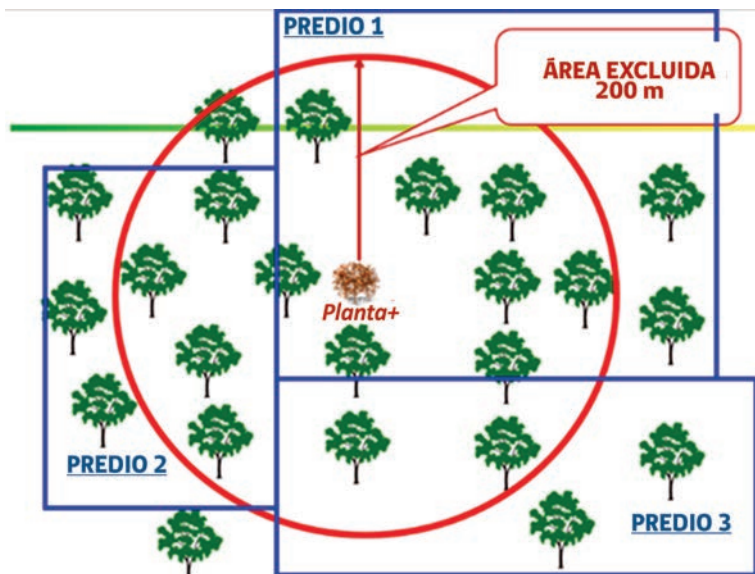 PREDIO 1
ÁREA EXCLUIDA
200 m
Planta+
PREDIO 2
PREDIO 3